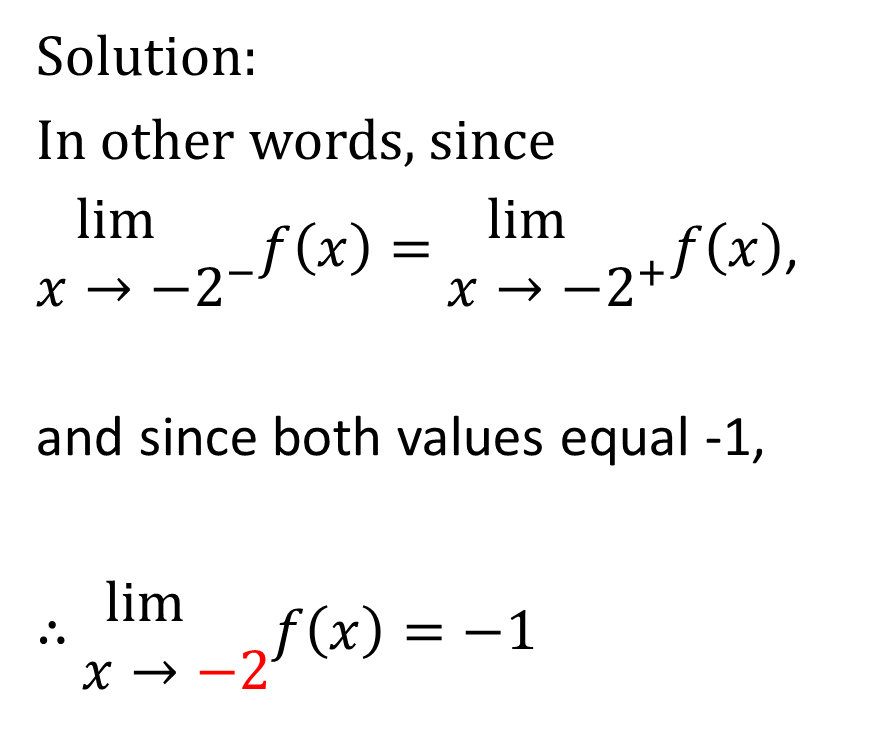 Solution:
In other words, since
lim x → −2⁻ f(x) = lim x → −2⁺ f(x),
and since both values equal -1,
∴ lim x → −2 f(x) = −1